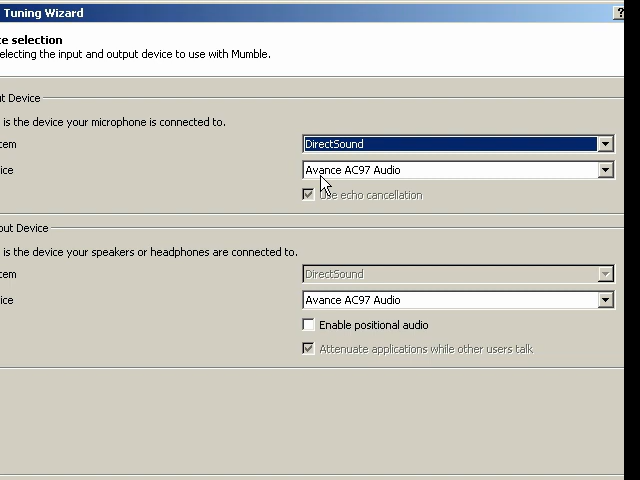 Tuning Wizard ?
ce selection
electing the input and output device to use with Mumble.
ut Device
is the device your microphone is connected to.
tem DirectSound
ice Avance AC97 Audio
Use echo cancellation
put Device
is the device your speakers or headphones are connected to.
tem DirectSound
ice Avance AC97 Audio
Enable positional audio
Attenuate applications while other users talk